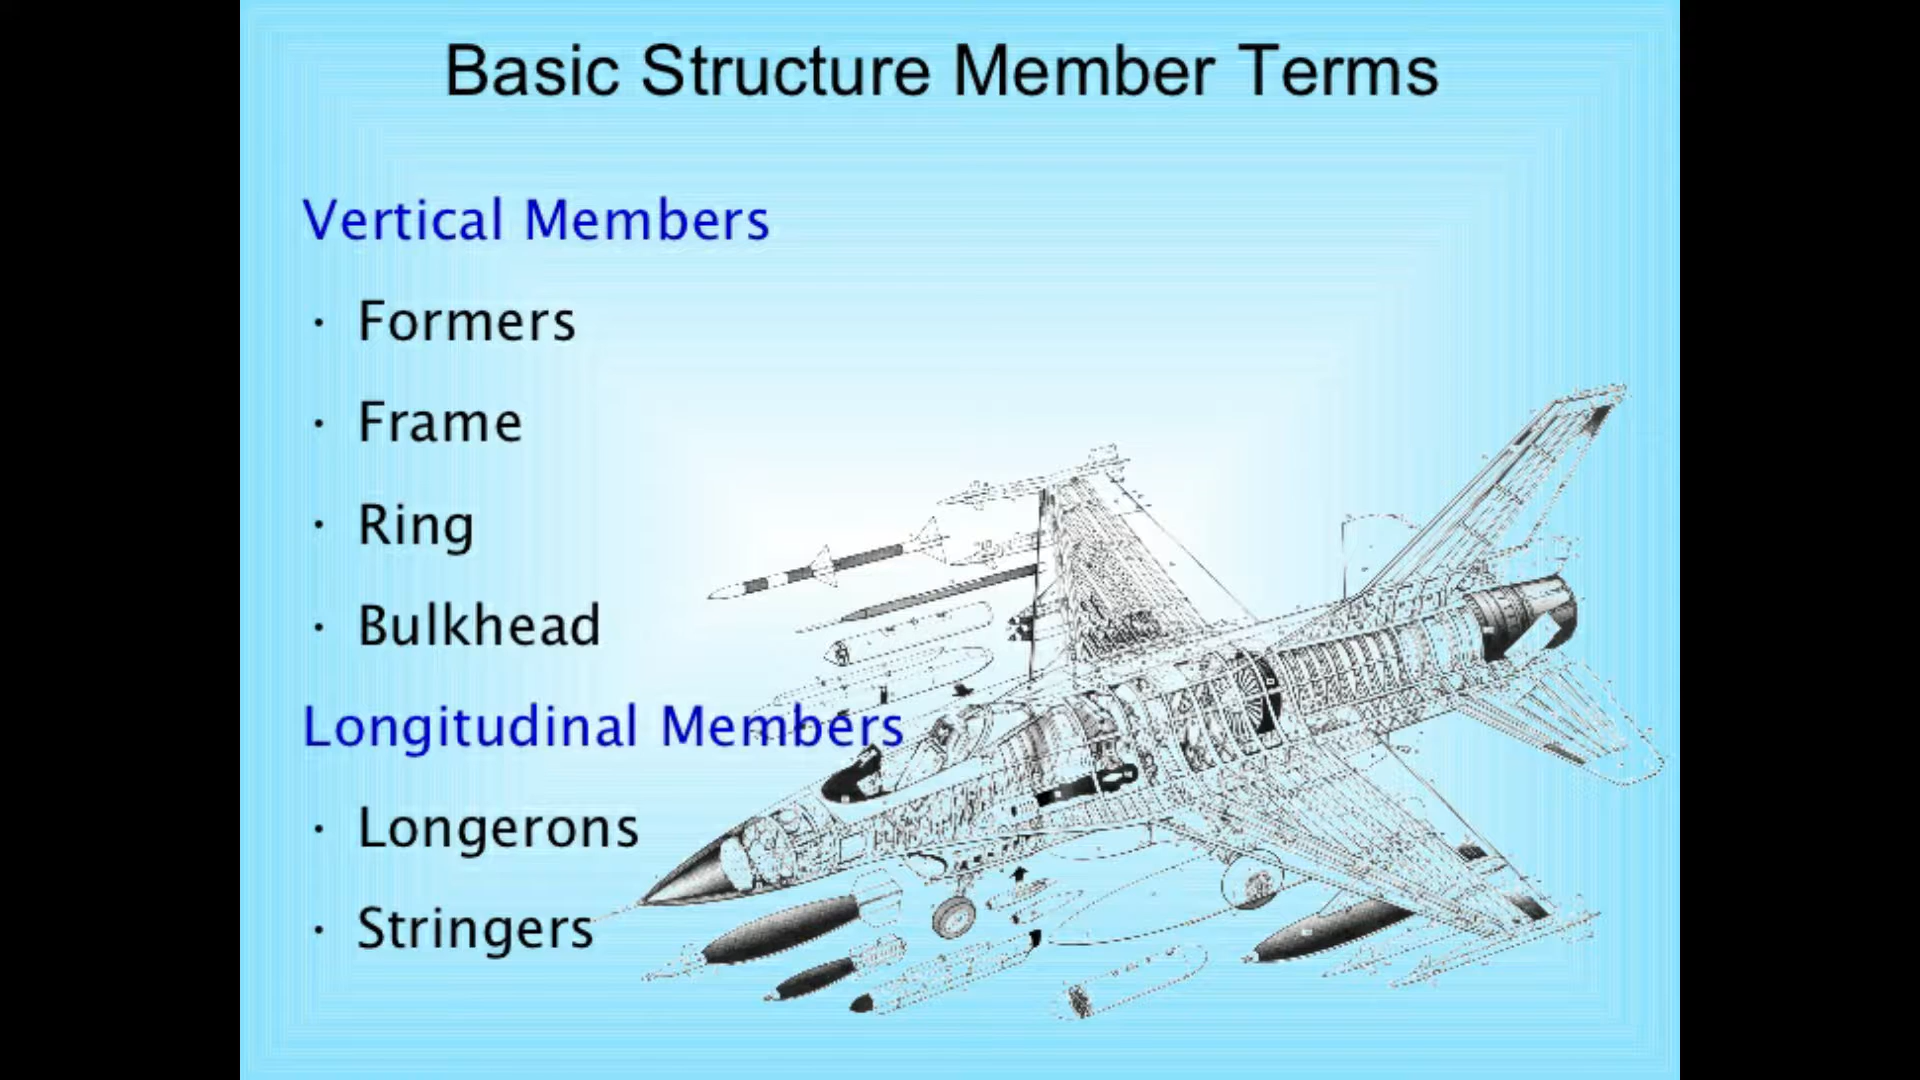 Basic Structure Member Terms
Vertical Members
· Formers
· Frame
· Ring
· Bulkhead
Longitudinal Members
· Longerons
· Stringers